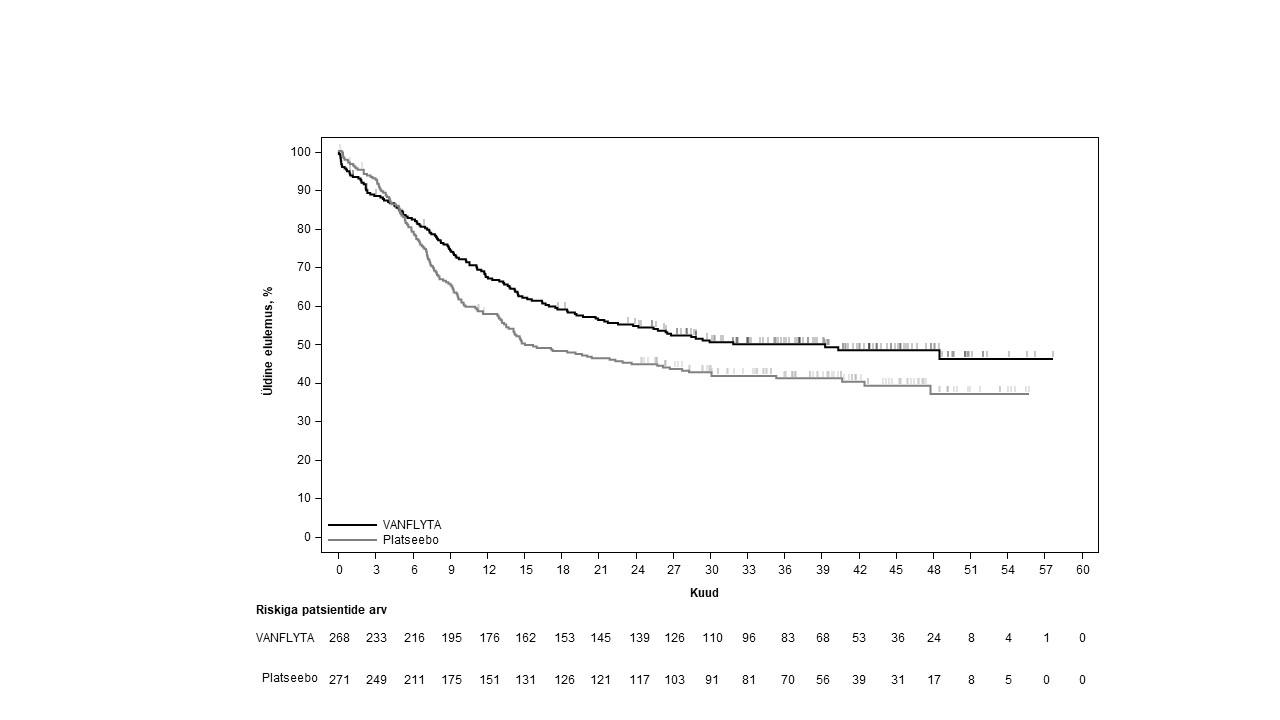 100
90
80
70
60
50
40
30
20
10
0
Üldine elulemus, %
VANFLYTA
Platseebo
0 3 6 9 12 15 18 21 24 27 30 33 36 39 42 45 48 51 54 57 60
Kuud
Riskiga patsientide arv
VANFLYTA 268 233 216 195 176 162 153 145 139 126 110 96 83 68 53 36 24 8 4 1 0
Platseebo 271 249 211 175 151 131 126 121 117 103 91 81 70 56 39 31 17 8 5 0 0